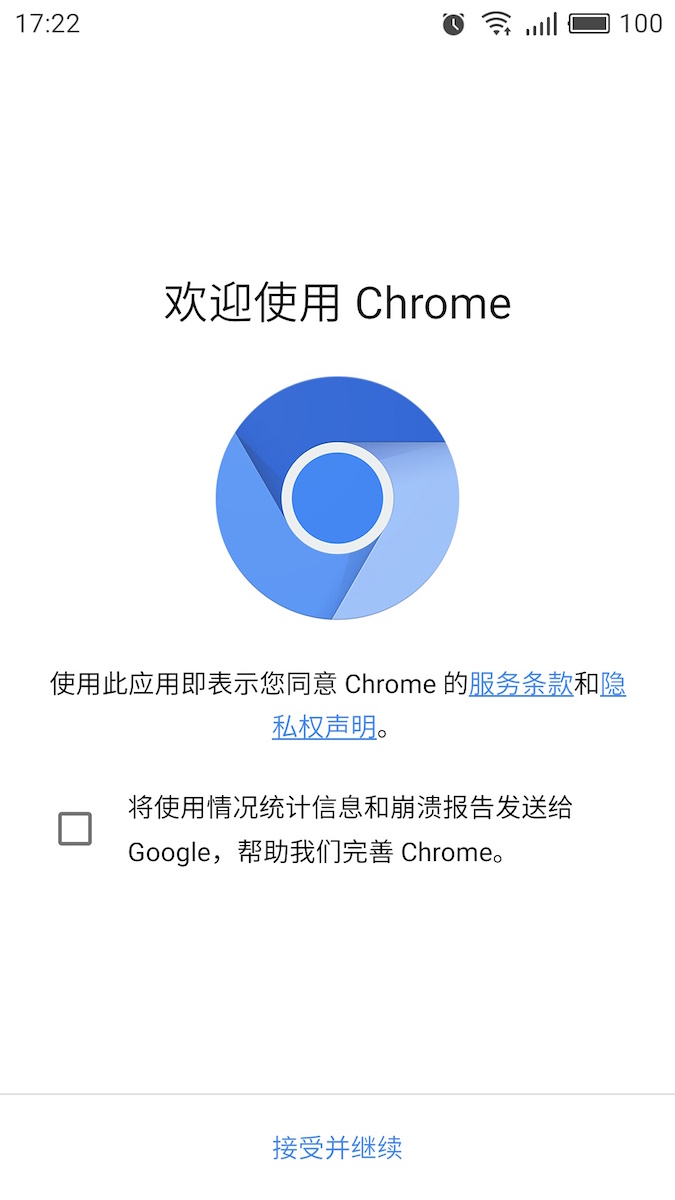 17:22
100
欢迎使用 Chrome
使用此应用即表示您同意 Chrome 的服务条款和隐
私权声明。
将使用情况统计信息和崩溃报告发送给
Google，帮助我们完善 Chrome。
接受并继续